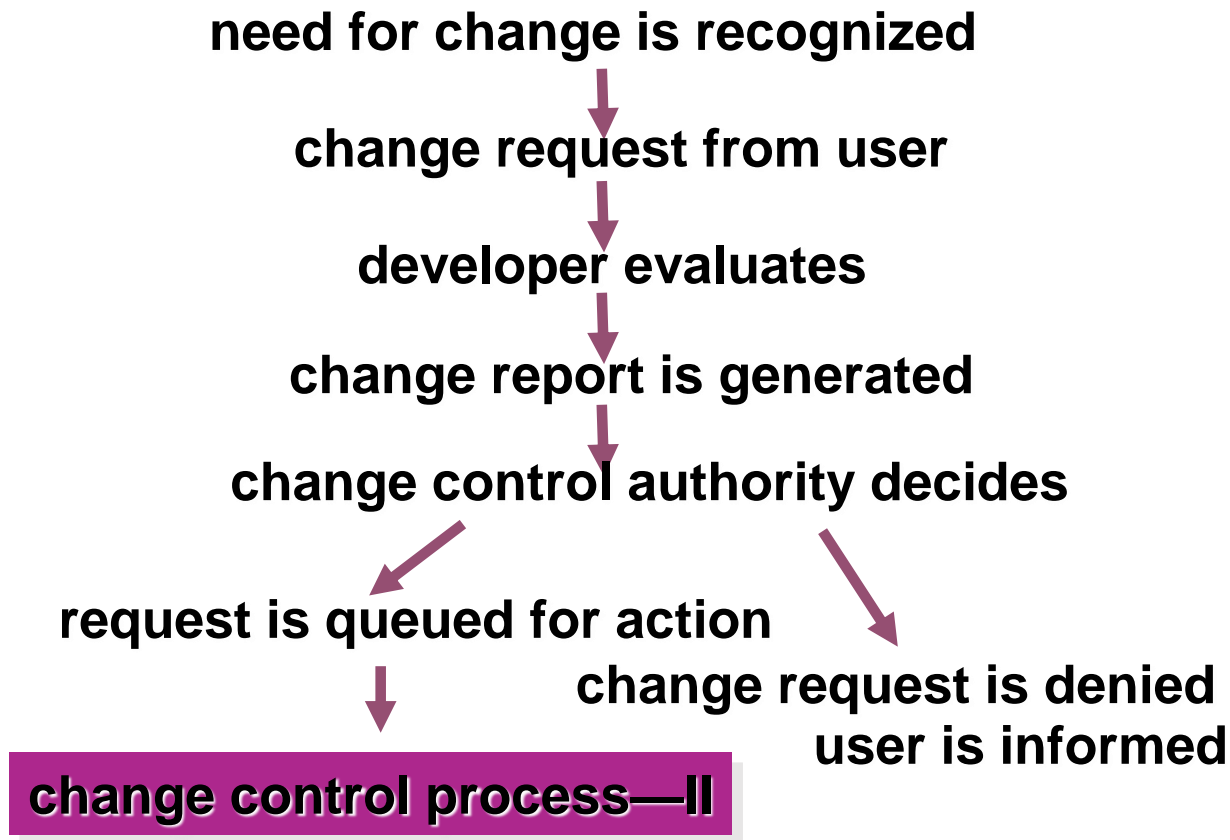 need for change is recognized
change request from user
developer evaluates
change report is generated
change control authority decides
request is queued for action
change request is denied
user is informed
change control process—II